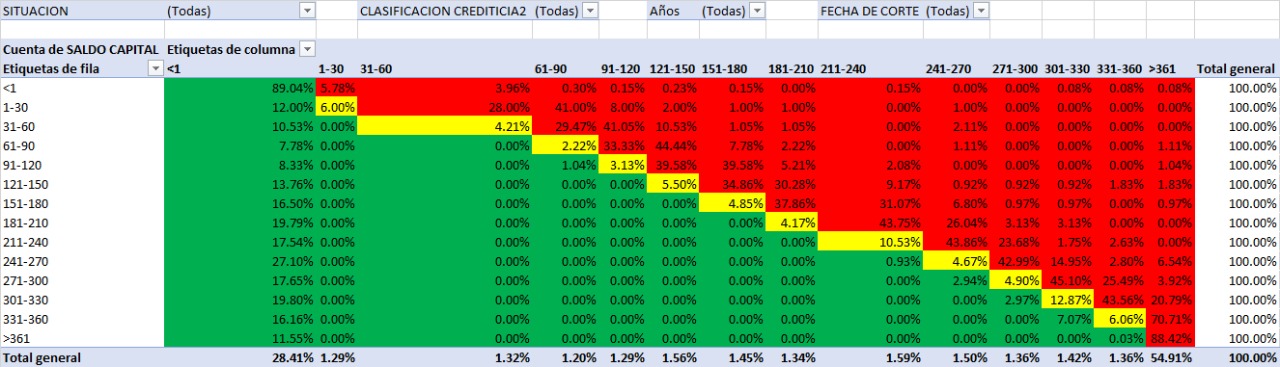 SITUACION (Todas) CLASIFICACION CREDITICIA2 (Todas) Años (Todas) FECHA DE CORTE (Todas)
Cuenta de SALDO CAPITAL Etiquetas de columna
Etiquetas de fila <1 1-30 31-60 61-90 91-120 121-150 151-180 181-210 211-240 241-270 271-300 301-330 331-360 >361 Total general
<1 89.04% 5.78% 3.96% 0.30% 0.15% 0.23% 0.15% 0.00% 0.15% 0.00% 0.00% 0.08% 0.08% 0.08% 100.00%
1-30 12.00% 6.00% 28.00% 41.00% 8.00% 2.00% 1.00% 1.00% 0.00% 1.00% 0.00% 0.00% 0.00% 0.00% 100.00%
31-60 10.53% 0.00% 4.21% 29.47% 41.05% 10.53% 1.05% 1.05% 0.00% 2.11% 0.00% 0.00% 0.00% 0.00% 100.00%
61-90 7.78% 0.00% 0.00% 2.22% 33.33% 44.44% 7.78% 2.22% 0.00% 1.11% 0.00% 0.00% 0.00% 1.11% 100.00%
91-120 8.33% 0.00% 0.00% 1.04% 3.13% 39.58% 39.58% 5.21% 2.08% 0.00% 0.00% 0.00% 0.00% 1.04% 100.00%
121-150 13.76% 0.00% 0.00% 0.00% 0.00% 5.50% 34.86% 30.28% 9.17% 0.92% 0.92% 0.92% 1.83% 1.83% 100.00%
151-180 16.50% 0.00% 0.00% 0.00% 0.00% 0.00% 4.85% 37.86% 31.07% 6.80% 0.97% 0.97% 0.00% 0.97% 100.00%
181-210 19.79% 0.00% 0.00% 0.00% 0.00% 0.00% 0.00% 4.17% 43.75% 26.04% 3.13% 3.13% 0.00% 0.00% 100.00%
211-240 17.54% 0.00% 0.00% 0.00% 0.00% 0.00% 0.00% 0.00% 10.53% 43.86% 23.68% 1.75% 2.63% 0.00% 100.00%
241-270 27.10% 0.00% 0.00% 0.00% 0.00% 0.00% 0.00% 0.00% 0.93% 4.67% 42.99% 14.95% 2.80% 6.54% 100.00%
271-300 17.65% 0.00% 0.00% 0.00% 0.00% 0.00% 0.00% 0.00% 0.00% 2.94% 4.90% 45.10% 25.49% 3.92% 100.00%
301-330 19.80% 0.00% 0.00% 0.00% 0.00% 0.00% 0.00% 0.00% 0.00% 0.00% 2.97% 12.87% 43.56% 20.79% 100.00%
331-360 16.16% 0.00% 0.00% 0.00% 0.00% 0.00% 0.00% 0.00% 0.00% 0.00% 0.00% 7.07% 6.06% 70.71% 100.00%
>361 11.55% 0.00% 0.00% 0.00% 0.00% 0.00% 0.00% 0.00% 0.00% 0.00% 0.00% 0.00% 0.03% 88.42% 100.00%
Total general 28.41% 1.29% 1.32% 1.20% 1.29% 1.56% 1.45% 1.34% 1.59% 1.50% 1.36% 1.42% 1.36% 54.91% 100.00%